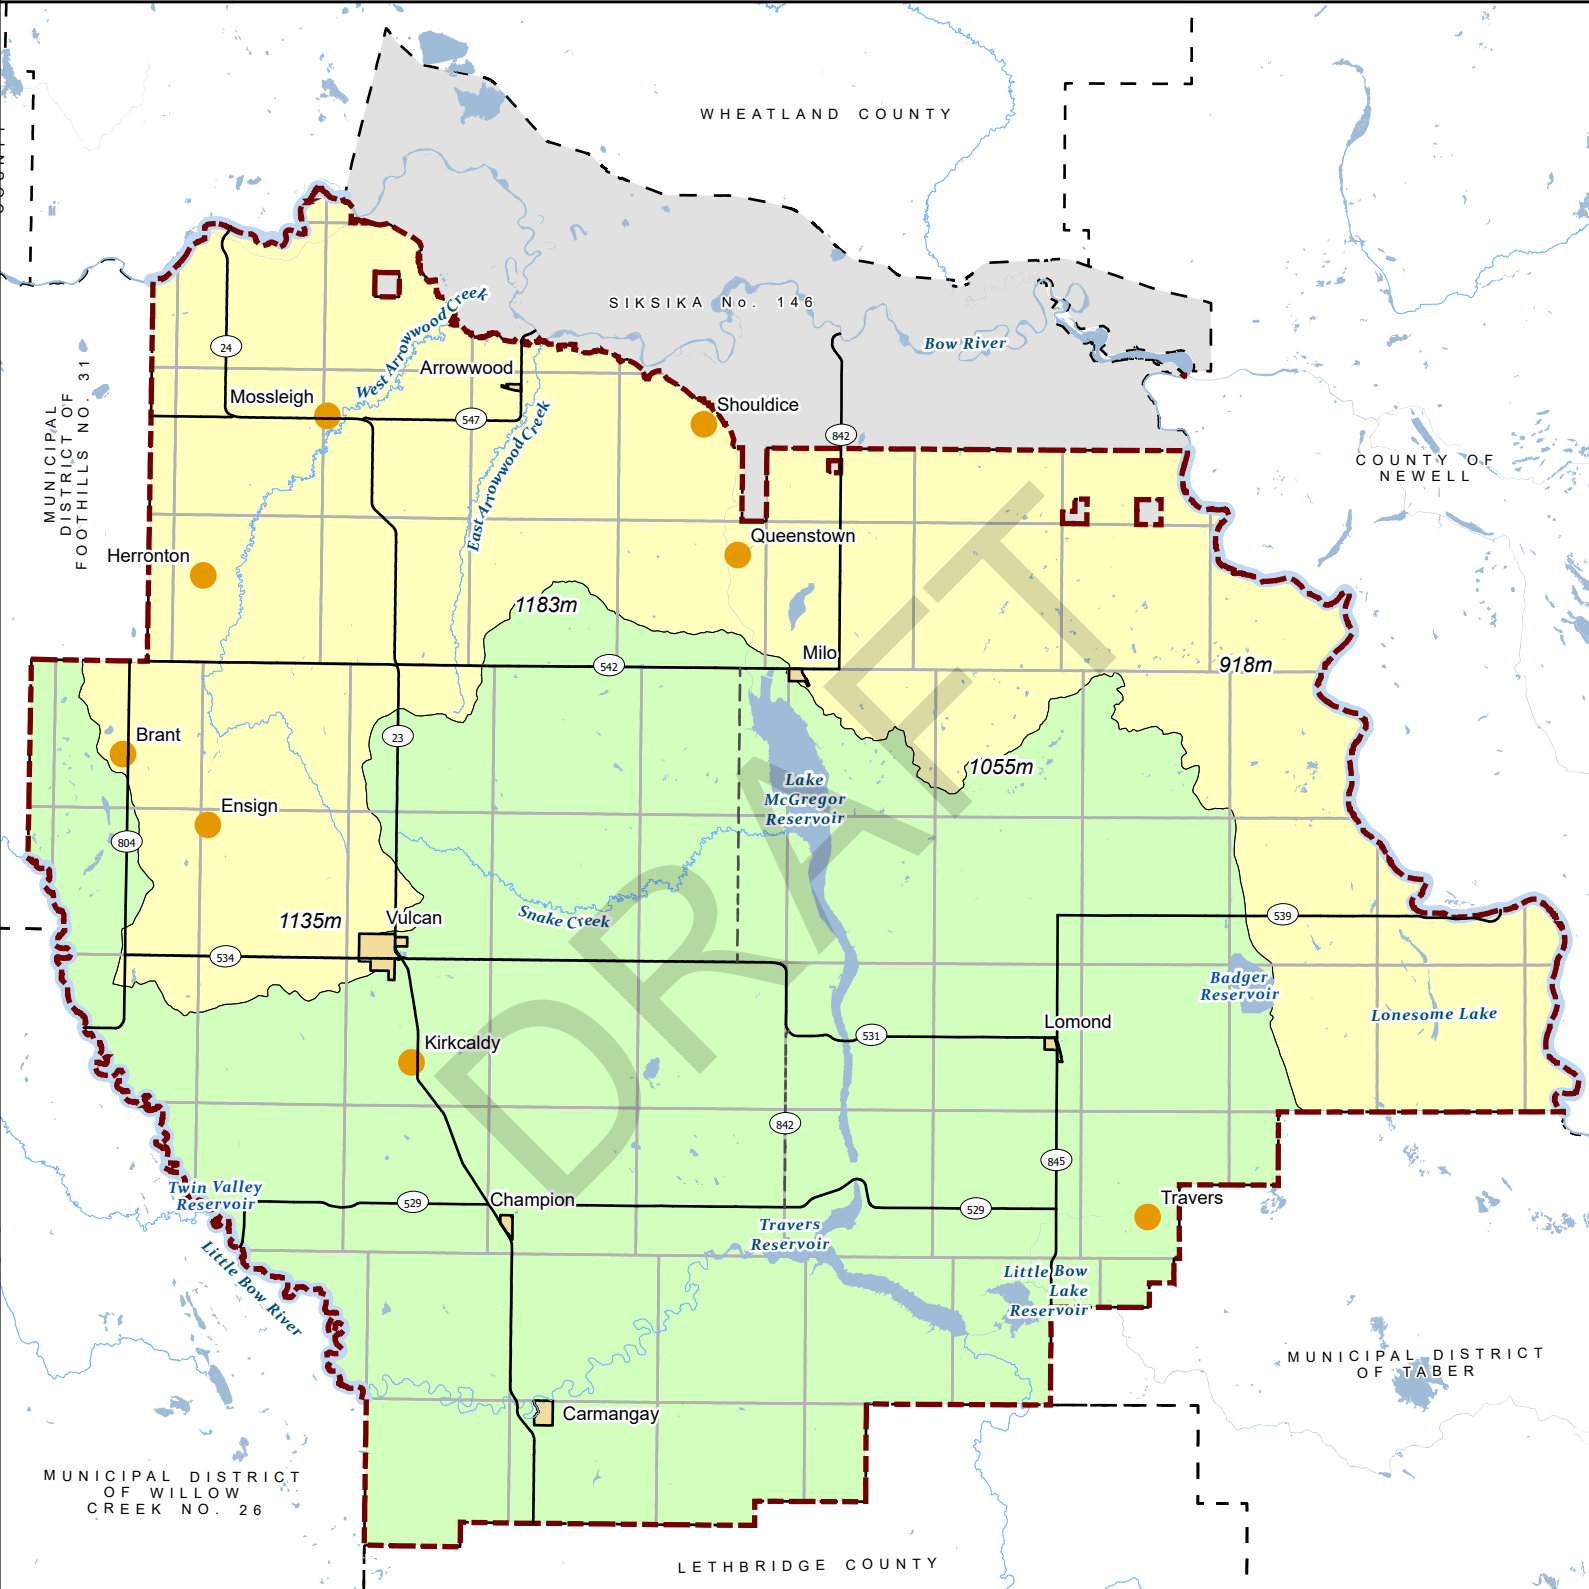 WHEATLAND COUNTY
COUNTY
SIKSIKA No. 146
Bow River
West Arrowwood Creek
24
Arrowwood
Mossleigh
547
Shouldice
842
MUNICIPAL
DISTRICT OF
FOOTHILLS NO. 31
East Arrowwood Creek
COUNTY OF
NEWELL
Queenstown
Herronton
1183m
Milo
542
918m
Brant
23
1055m
Lake
McGregor
Reservoir
Ensign
804
DRAFT
1135m
Vulcan
Snake Creek
539
534
Badger
Reservoir
Lonesome Lake
Lomond
531
Kirkcaldy
842
845
Twin Valley
Reservoir
529
Champion
529
Travers
Travers
Reservoir
Little Bow River
Little Bow
Lake
Reservoir
MUNICIPAL DISTRICT
OF TABER
Carmangay
MUNICIPAL DISTRICT
OF WILLOW
CREEK NO. 26
LETHBRIDGE COUNTY